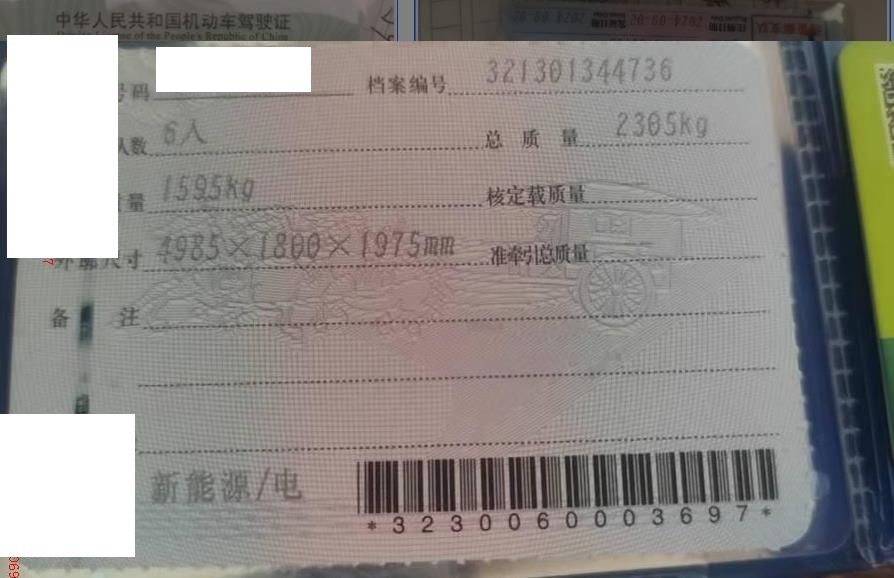 中华人民共和国机动车驾驶证
号码
档案编号 321301344736
人数 6人
总 质 量 2305kg
质量 1595kg
核定载质量
外廓尺寸 4985×1800×1975mm
准牵引总质量
备 注
新能源/电
*3230060003697*